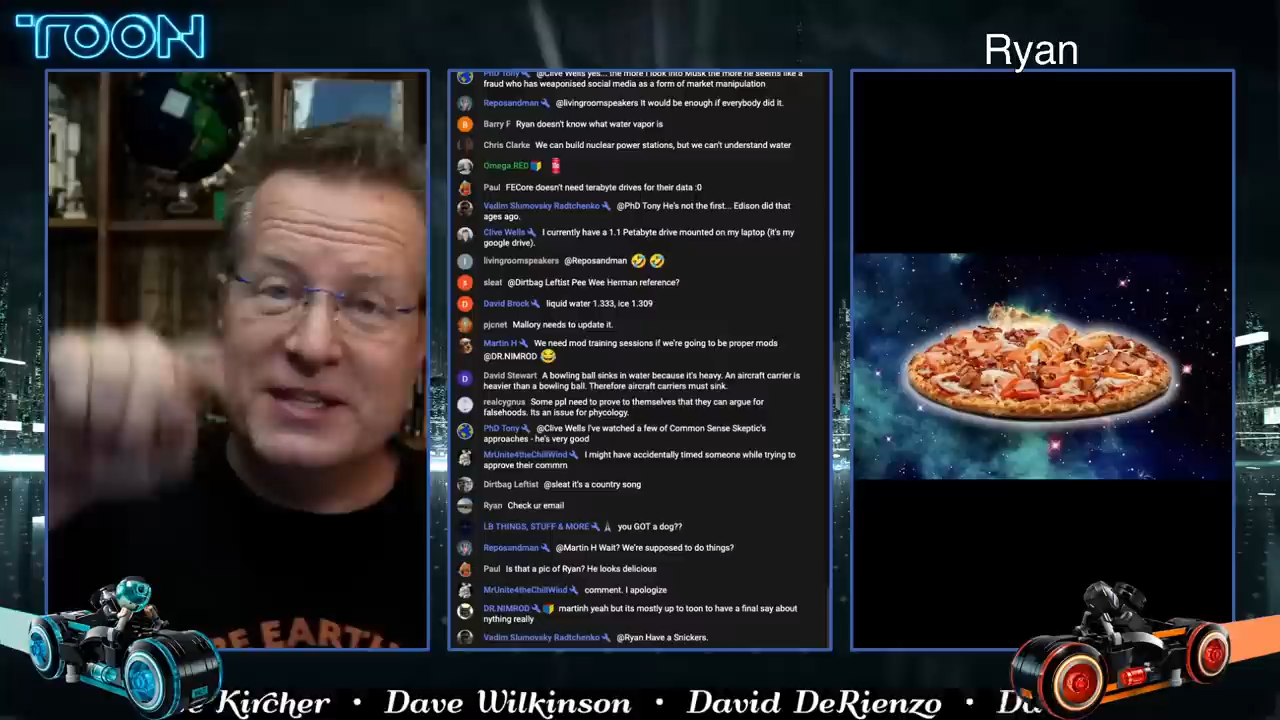 TOON
Ryan
PhD Tony @Clive Wells yes... the more I look into Musk the more he seems like a
fraud who has weaponised social media as a form of market manipulation
Reposandman @livingroomspeakers It would be enough if everybody did it.
Barry F Ryan doesn't know what water vapor is
Chris Clarke We can build nuclear power stations, but we can't understand water
Omega RED
Paul FECore doesn't need terabyte drives for their data :0
Vadim Slumovsky Radtchenko @PhD Tony He's not the first... Edison did that
ages ago.
Clive Wells I currently have a 1.1 Petabyte drive mounted on my laptop (it's my
google drive).
livingroomspeakers @Reposandman 🤣 🤣
sleat @Dirtbag Leftist Pee Wee Herman reference?
David Brock liquid water 1.333, ice 1.309
pjcnet Mallory needs to update it.
Martin H We need mod training sessions if we're going to be proper mods
@DR.NIMROD 😂
David Stewart A bowling ball sinks in water because it's heavy. An aircraft carrier is
heavier than a bowling ball. Therefore aircraft carriers must sink.
realcygnus Some ppl need to prove to themselves that they can argue for
falsehoods. Its an issue for phycology.
PhD Tony @Clive Wells I've watched a few of Common Sense Skeptic's
approaches - he's very good
MrUnite4theChillWind I might have accidentally timed someone while trying to
approve their commrn
Dirtbag Leftist @sleat it's a country song
Ryan Check ur email
LB THINGS, STUFF & MORE you GOT a dog??
Reposandman @Martin H Wait? We're supposed to do things?
Paul Is that a pic of Ryan? He looks delicious
MrUnite4theChillWind comment. I apologize
DR.NIMROD martinh yeah but its mostly up to toon to have a final say about
nything really
Vadim Slumovsky Radtchenko @Ryan Have a Snickers.
RE EARTH
Kircher • Dave Wilkinson • David DeRienzo • Da